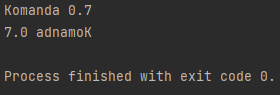 Komanda 0.7
7.0 adnamoK
Process finished with exit code 0.